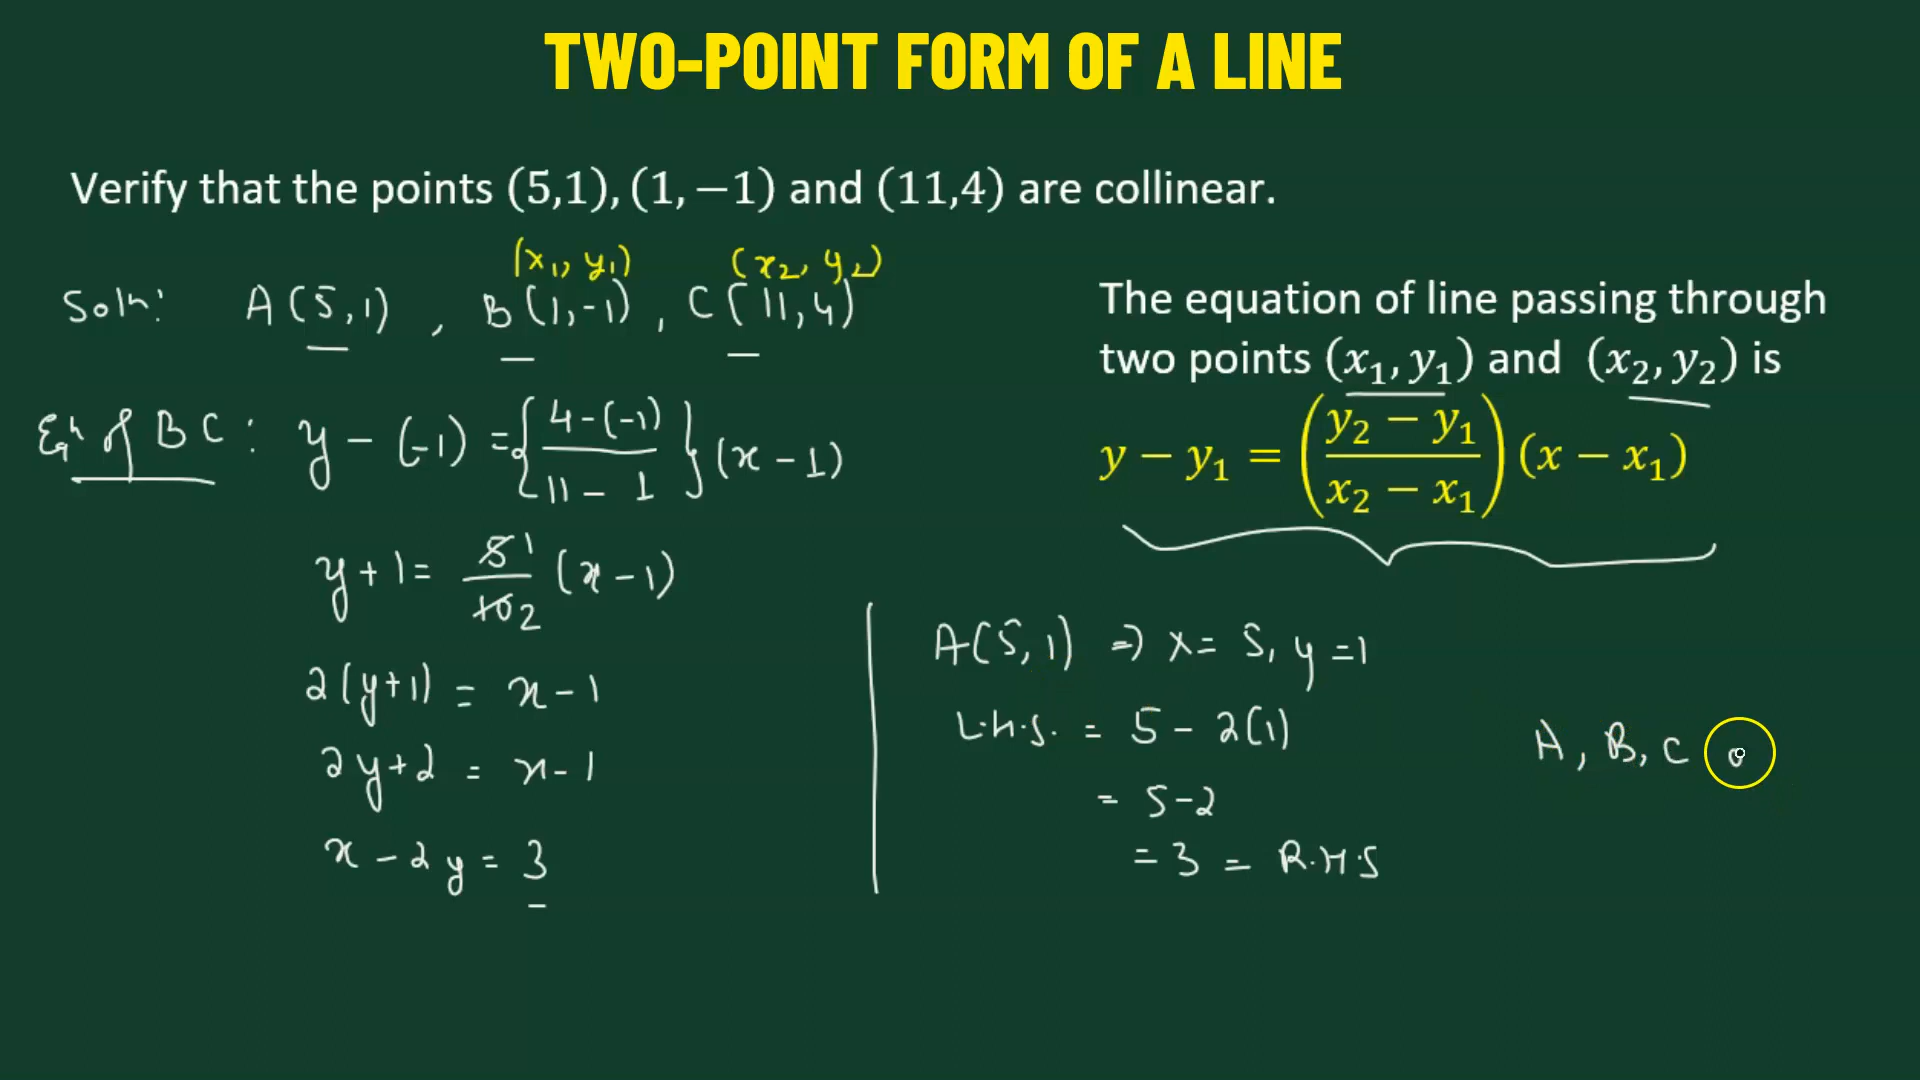 TWO-POINT FORM OF A LINE
Verify that the points (5,1), (1, −1) and (11,4) are collinear.
(x₁, y₁) (x₂, y₂)
Soln: A(5,1), B(1,-1), C(11,4)
Eqn of BC: y - (-1) = {4-(-1) / 11 - 1} (x - 1)
y + 1 = 5 1 / 10 2 (x - 1)
2(y+1) = x - 1
2y+2 = x - 1
x - 2y = 3
The equation of line passing through
two points (x₁, y₁) and (x₂, y₂) is
y − y₁ = (y₂ − y₁ / x₂ − x₁) (x − x₁)
A(5,1) ⇒ x = 5, y = 1
L.H.S. = 5 - 2(1)
= 5-2
= 3 = R.H.S
A, B, C